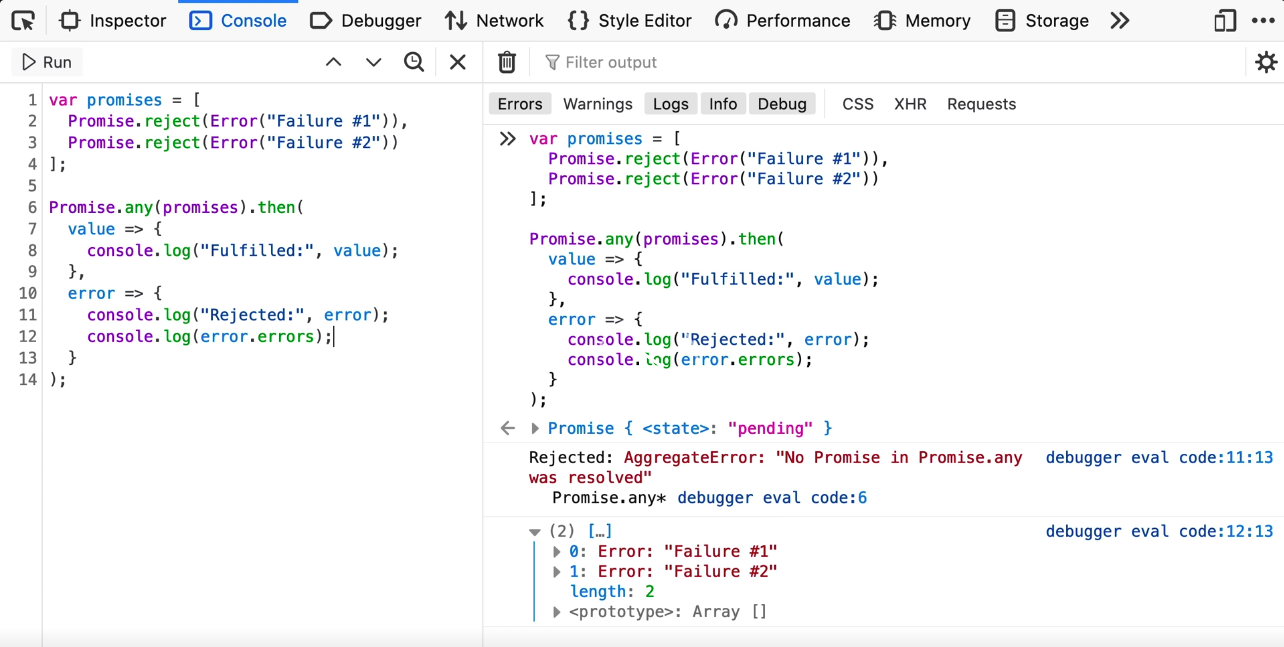 Inspector Console Debugger Network Style Editor Performance Memory Storage
Run
Filter output
Errors Warnings Logs Info Debug CSS XHR Requests
1 var promises = [
2   Promise.reject(Error("Failure #1")),
3   Promise.reject(Error("Failure #2"))
4 ];
5
6 Promise.any(promises).then(
7   value => {
8     console.log("Fulfilled:", value);
9   },
10   error => {
11     console.log("Rejected:", error);
12     console.log(error.errors);
13   }
14 );
var promises = [
  Promise.reject(Error("Failure #1")),
  Promise.reject(Error("Failure #2"))
];
Promise.any(promises).then(
  value => {
    console.log("Fulfilled:", value);
  },
  error => {
    console.log("Rejected:", error);
    console.log(error.errors);
  }
);
Promise { <state>: "pending" }
Rejected: AggregateError: "No Promise in Promise.any debugger eval code:11:13
was resolved"
Promise.any* debugger eval code:6
(2) […] debugger eval code:12:13
0: Error: "Failure #1"
1: Error: "Failure #2"
length: 2
<prototype>: Array []